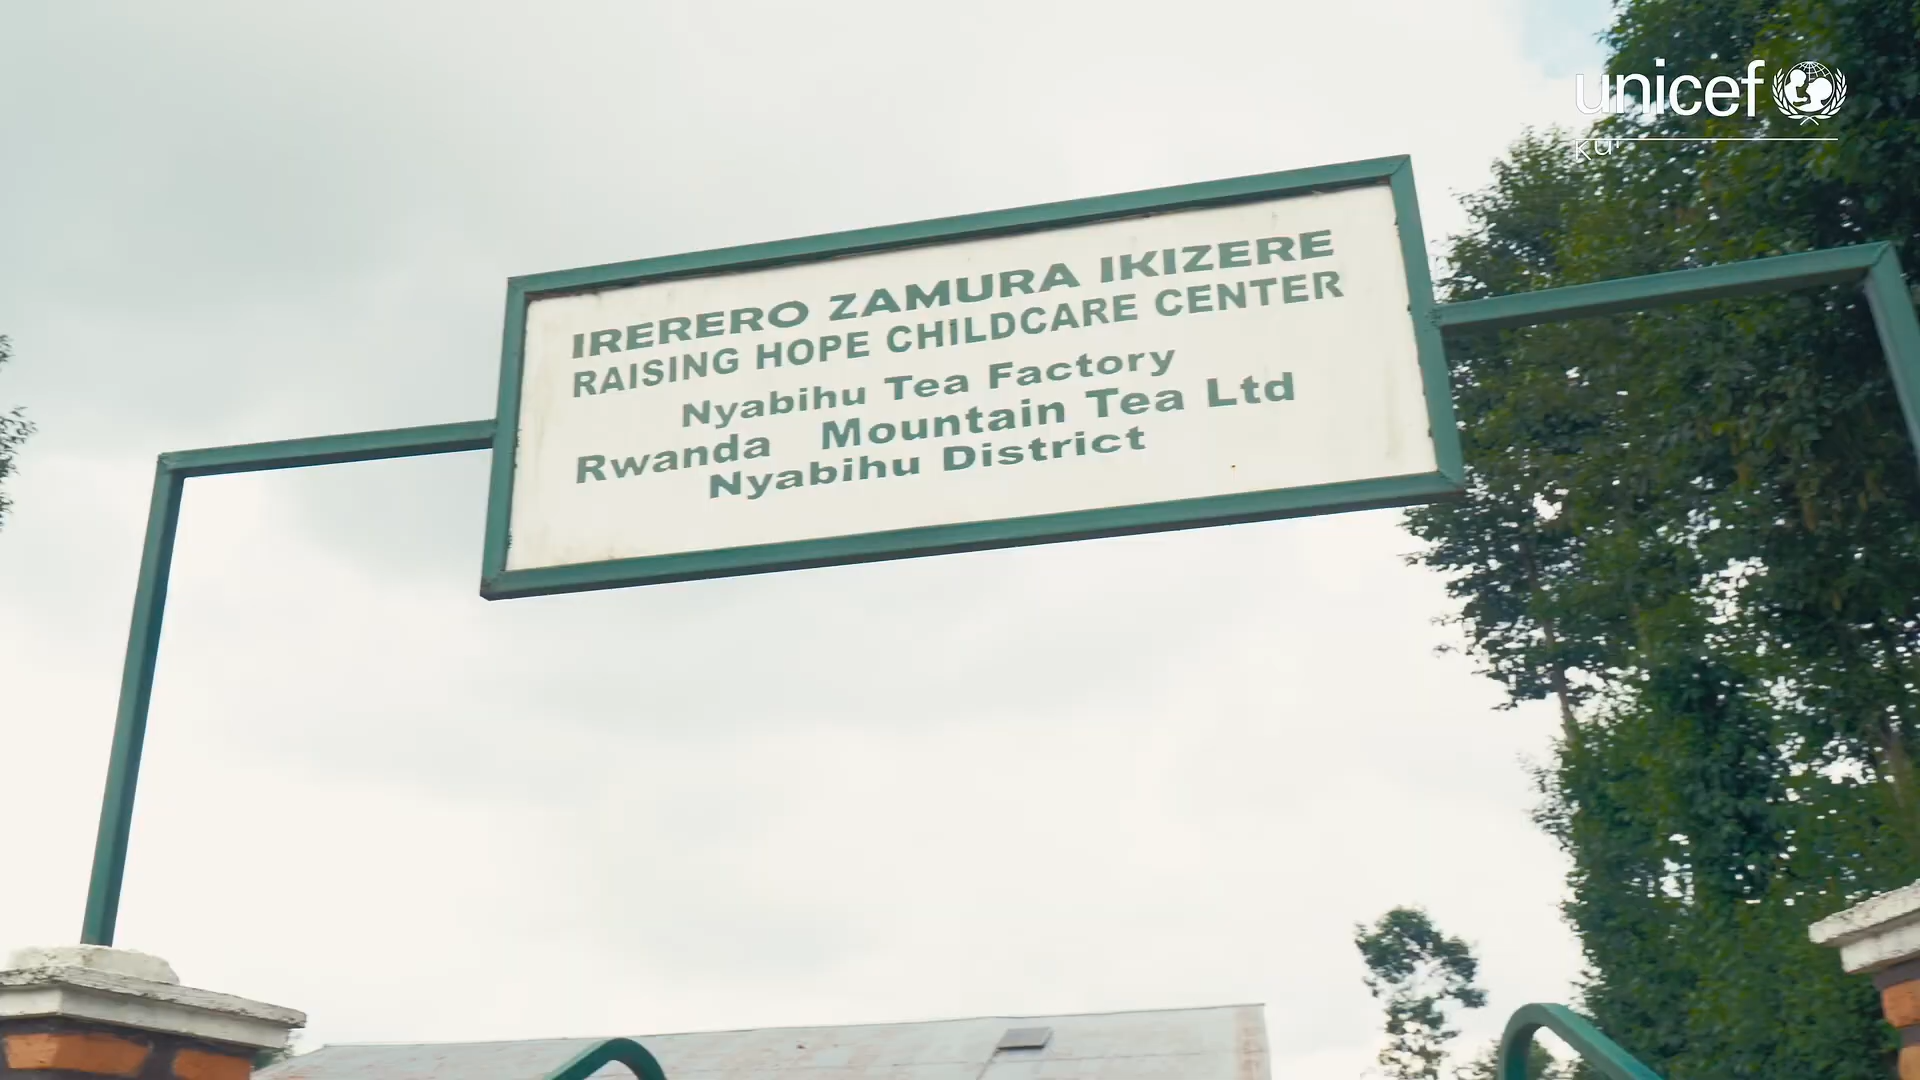 unicef
IRERERO ZAMURA IKIZERE
RAISING HOPE CHILDCARE CENTER
Nyabihu Tea Factory
Rwanda Mountain Tea Ltd
Nyabihu District